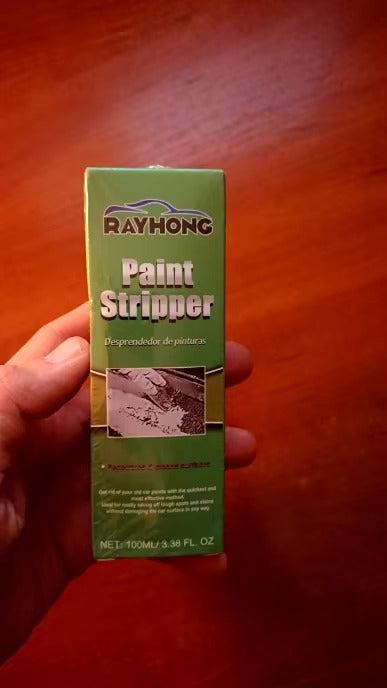 RAYHONG
Paint
Stripper
Desprendedor de pinturas
Get rid of your old car paints with the quickest and
most effective method.
Ideal for neatly taking off tough spots and stains
without damaging the car surface in any way
NET: 100ML/ 3.38 FL. OZ